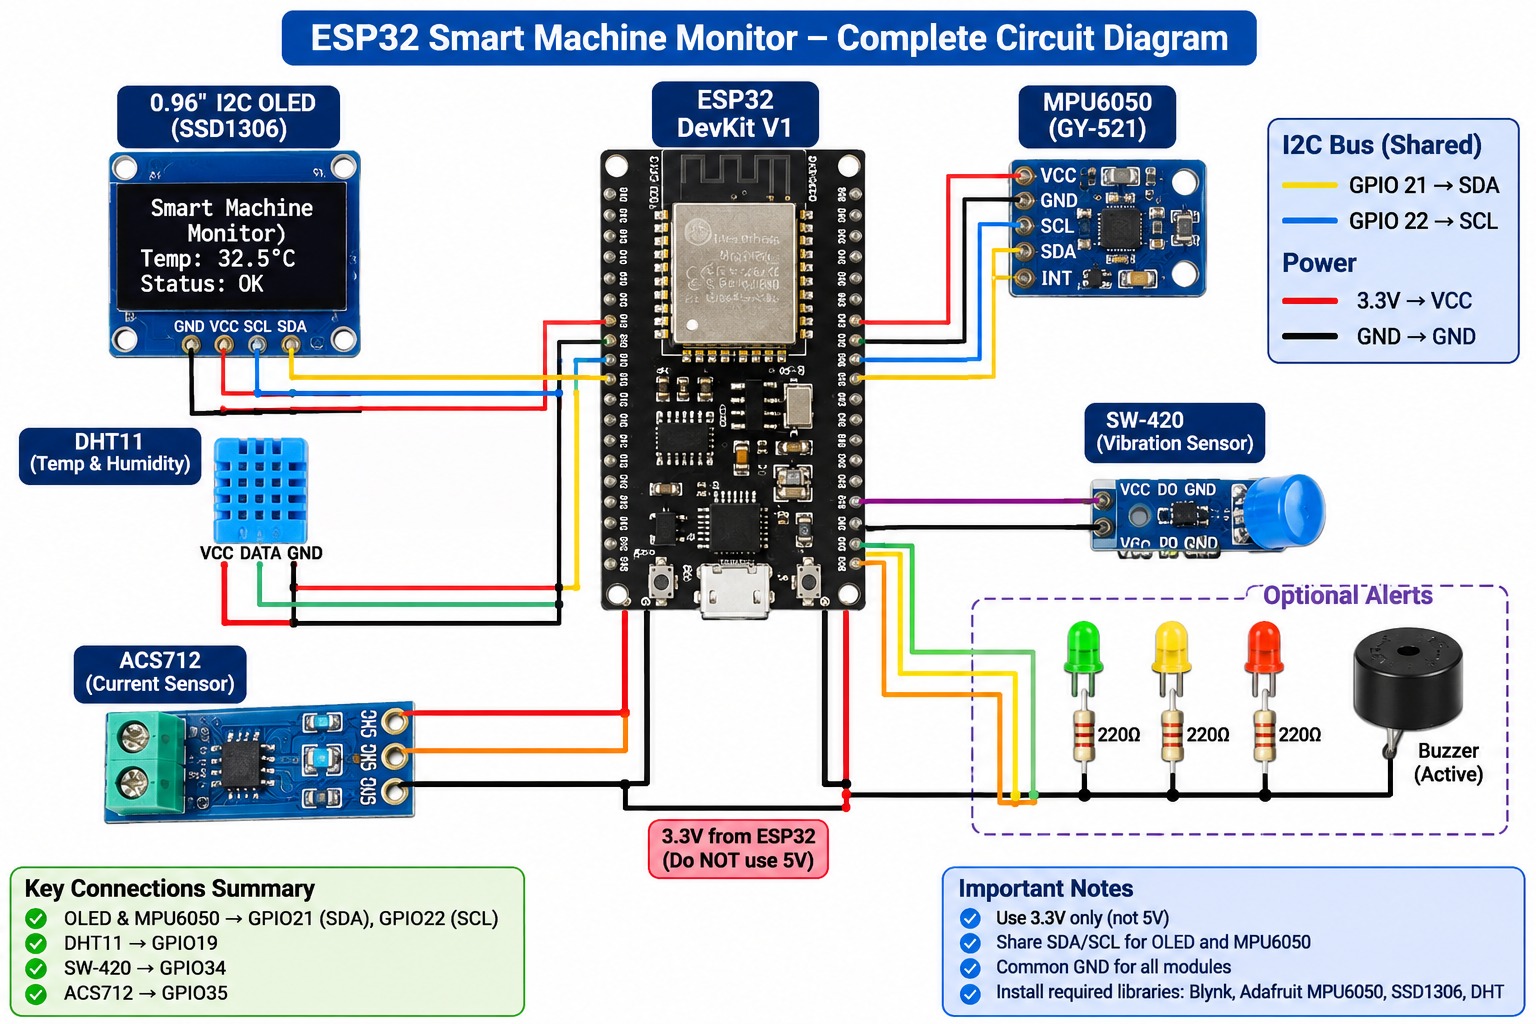 ESP32 Smart Machine Monitor – Complete Circuit Diagram
0.96" I2C OLED
(SSD1306)
Smart Machine
Monitor)
Temp: 32.5°C
Status: OK
GND VCC SCL SDA
ESP32
DevKit V1
MPU6050
(GY-521)
VCC
GND
SCL
SDA
INT
I2C Bus (Shared)
GPIO 21 → SDA
GPIO 22 → SCL
Power
3.3V → VCC
GND → GND
DHT11
(Temp & Humidity)
VCC DATA GND
SW-420
(Vibration Sensor)
VCC DO GND
ACS712
(Current Sensor)
Optional Alerts
220Ω
220Ω
220Ω
Buzzer
(Active)
3.3V from ESP32
(Do NOT use 5V)
Key Connections Summary
OLED & MPU6050 → GPIO21 (SDA), GPIO22 (SCL)
DHT11 → GPIO19
SW-420 → GPIO34
ACS712 → GPIO35
Important Notes
Use 3.3V only (not 5V)
Share SDA/SCL for OLED and MPU6050
Common GND for all modules
Install required libraries: Blynk, Adafruit MPU6050, SSD1306, DHT